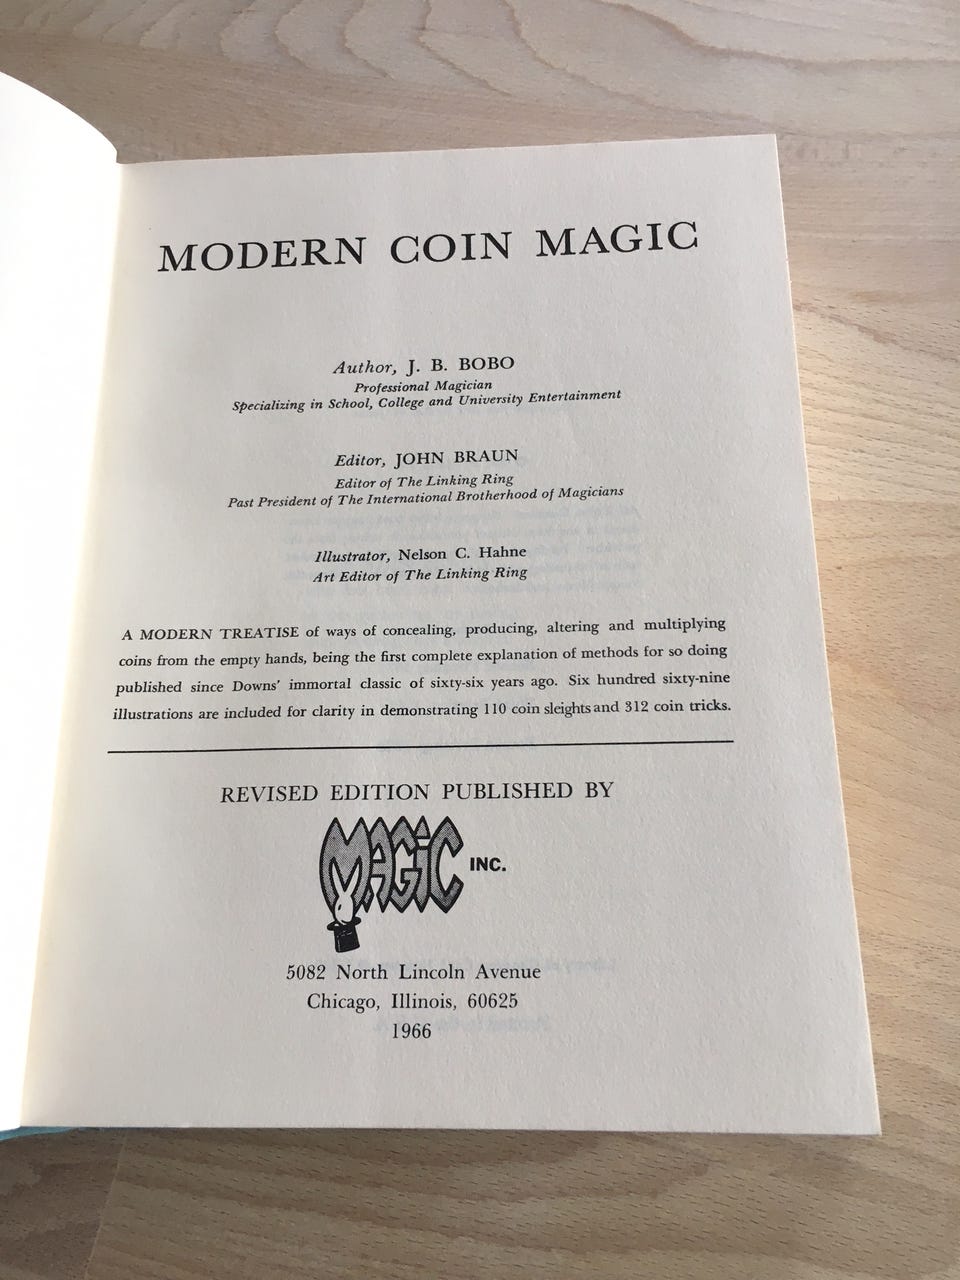 MODERN COIN MAGIC
Author, J. B. BOBO
Professional Magician
Specializing in School, College and University Entertainment
Editor, JOHN BRAUN
Editor of The Linking Ring
Past President of The International Brotherhood of Magicians
Illustrator, Nelson C. Hahne
Art Editor of The Linking Ring
A MODERN TREATISE of ways of concealing, producing, altering and multiplying
coins from the empty hands, being the first complete explanation of methods for so doing
published since Downs' immortal classic of sixty-six years ago. Six hundred sixty-nine
illustrations are included for clarity in demonstrating 110 coin sleights and 312 coin tricks.
REVISED EDITION PUBLISHED BY
MAGIC INC.
5082 North Lincoln Avenue
Chicago, Illinois, 60625
1966